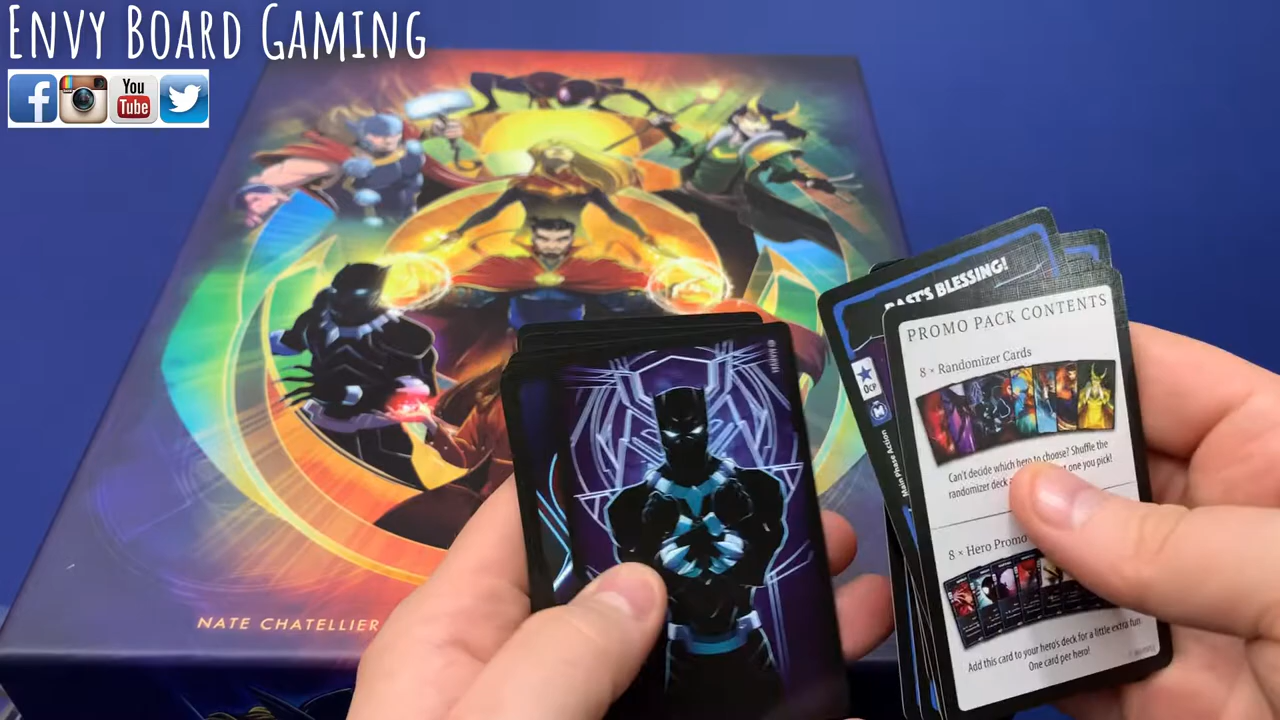 ENVY BOARD GAMING
You
Tube
NATE CHATELLIER
BAST'S BLESSING!
0CP
Main Phase Action
© MARVEL
PROMO PACK CONTENTS
8 × Randomizer Cards
Can't decide which hero to choose? Shuffle the
randomizer deck one you pick!
8 × Hero Promo
Add this card to your hero's deck for a little extra fun.
One card per hero!